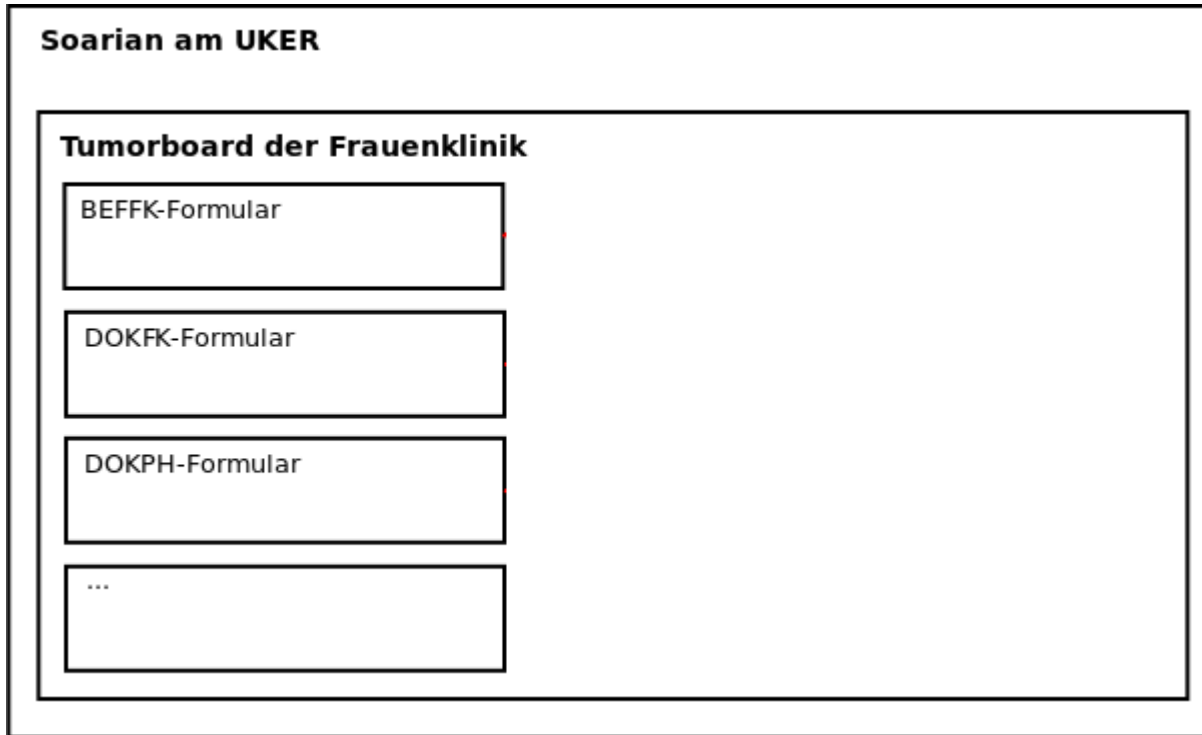 Soarian am UKER
Tumorboard der Frauenklinik
BEFFK-Formular
DOKFK-Formular
DOKPH-Formular
...